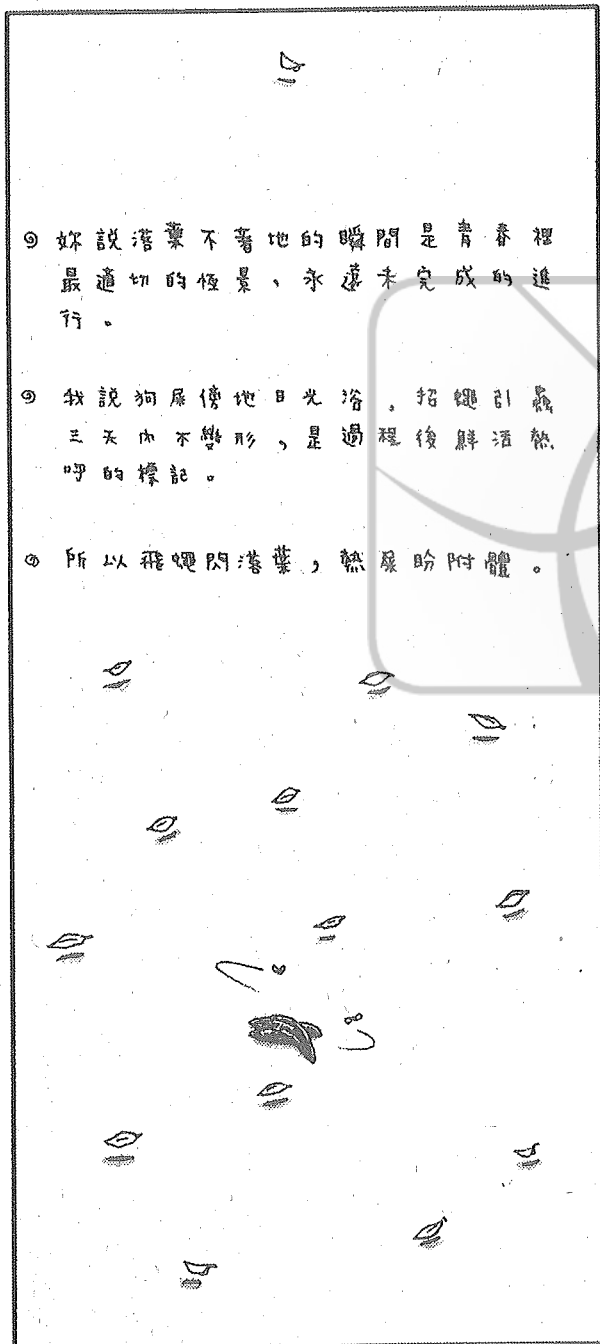 妳說落葉不著地的瞬間是青春裡
最適切的恆景、永遠未完成的進
行。
我說狗屎傍地日光浴,招蠅引蟲
三天內不變形,是過程後鮮活熱
呼的標記。
所以飛蠅閃落葉,熱屎盼附體。